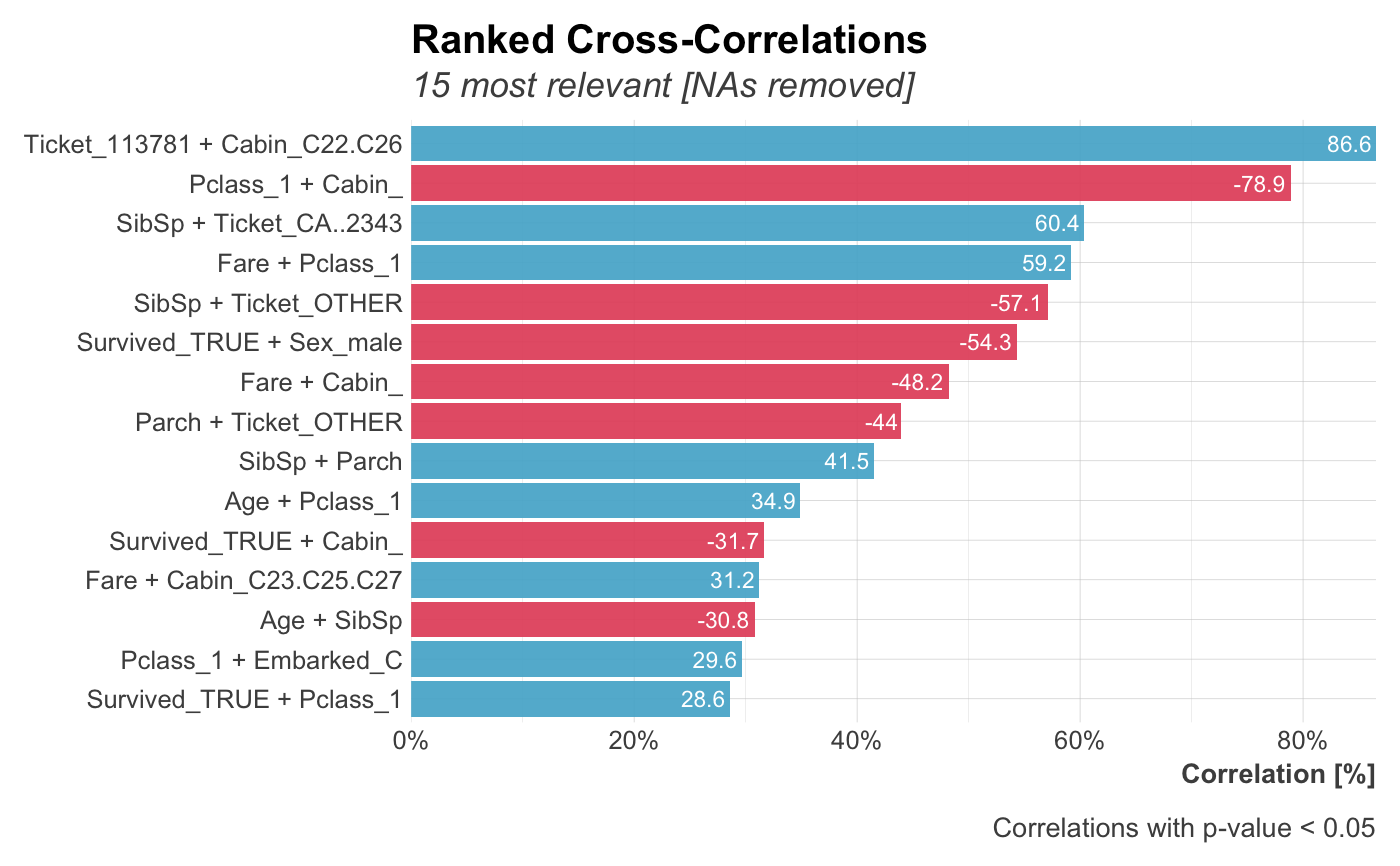 Ranked Cross-Correlations
15 most relevant [NAs removed]
Ticket_113781 + Cabin_C22.C26 86.6
Pclass_1 + Cabin_ -78.9
SibSp + Ticket_CA..2343 60.4
Fare + Pclass_1 59.2
SibSp + Ticket_OTHER -57.1
Survived_TRUE + Sex_male -54.3
Fare + Cabin_ -48.2
Parch + Ticket_OTHER -44
SibSp + Parch 41.5
Age + Pclass_1 34.9
Survived_TRUE + Cabin_ -31.7
Fare + Cabin_C23.C25.C27 31.2
Age + SibSp -30.8
Pclass_1 + Embarked_C 29.6
Survived_TRUE + Pclass_1 28.6
0% 20% 40% 60% 80%
Correlation [%]
Correlations with p-value < 0.05